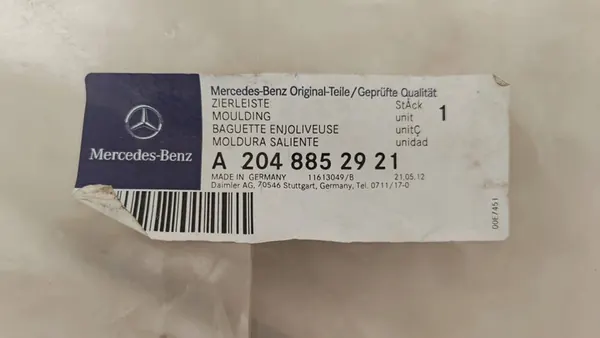 Mercedes-Benz
Mercedes-Benz Original-Teile/Geprüfte Qualität
ZIERLEISTE StÅck 1
MOULDING unit
BAGUETTE ENJOLIVEUSE unitÇ
MOLDURA SALIENTE unidad
A 204 885 29 21
MADE IN GERMANY 11613049/B 21.05.12
Daimler AG, 70546 Stuttgart, Germany, Tel. 0711/17-0
00E7451